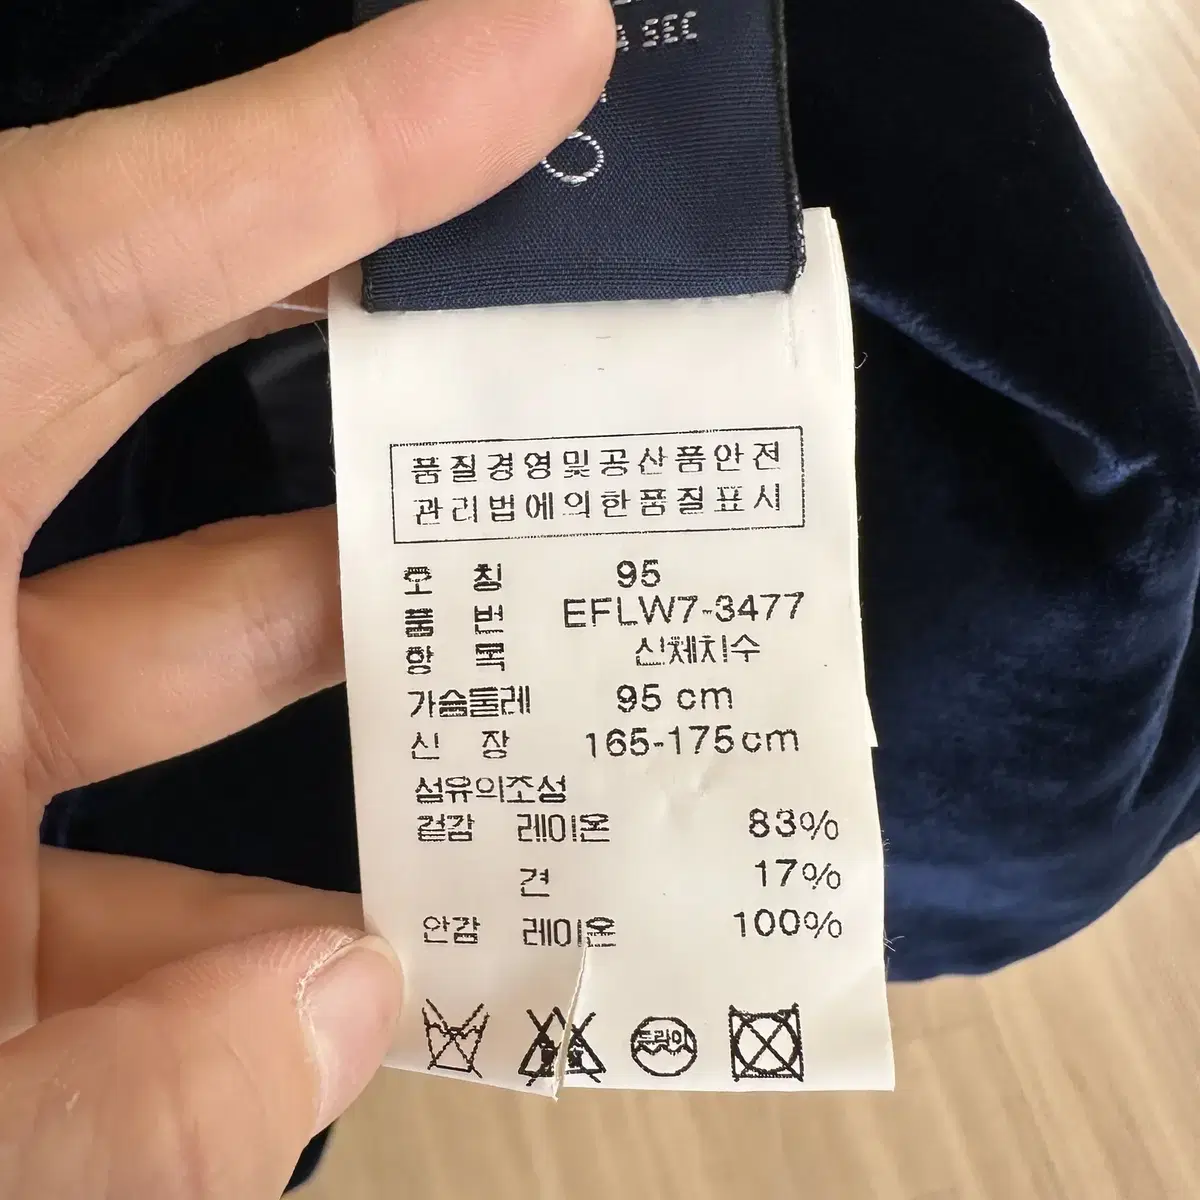 SEC
품질경영및공산품안전
관리법에의한품질표시
호 칭 95
품 번 EFLW7-3477
항 목 신체치수
가슴둘레 95 cm
신 장 165-175cm
섬유의조성
겉감 레이온 83%
견 17%
안감 레이온 100%
드라이